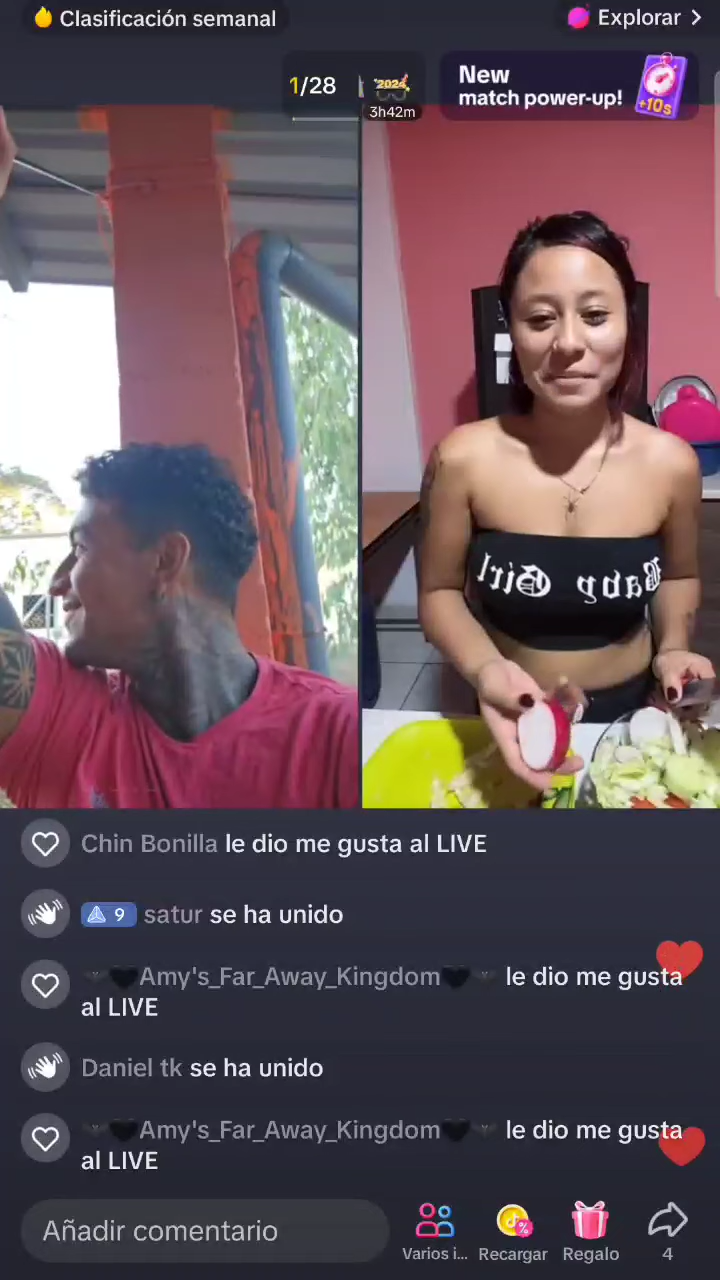 Clasificación semanal
Explorar
1/28
2024
3h42m
New
match power-up!
+10s
Baby Girl
Chin Bonilla le dio me gusta al LIVE
9 satur se ha unido
Amy's_Far_Away_Kingdom le dio me gusta
al LIVE
Daniel tk se ha unido
Amy's_Far_Away_Kingdom le dio me gusta
al LIVE
Añadir comentario
Varios i...
Recargar
Regalo
4